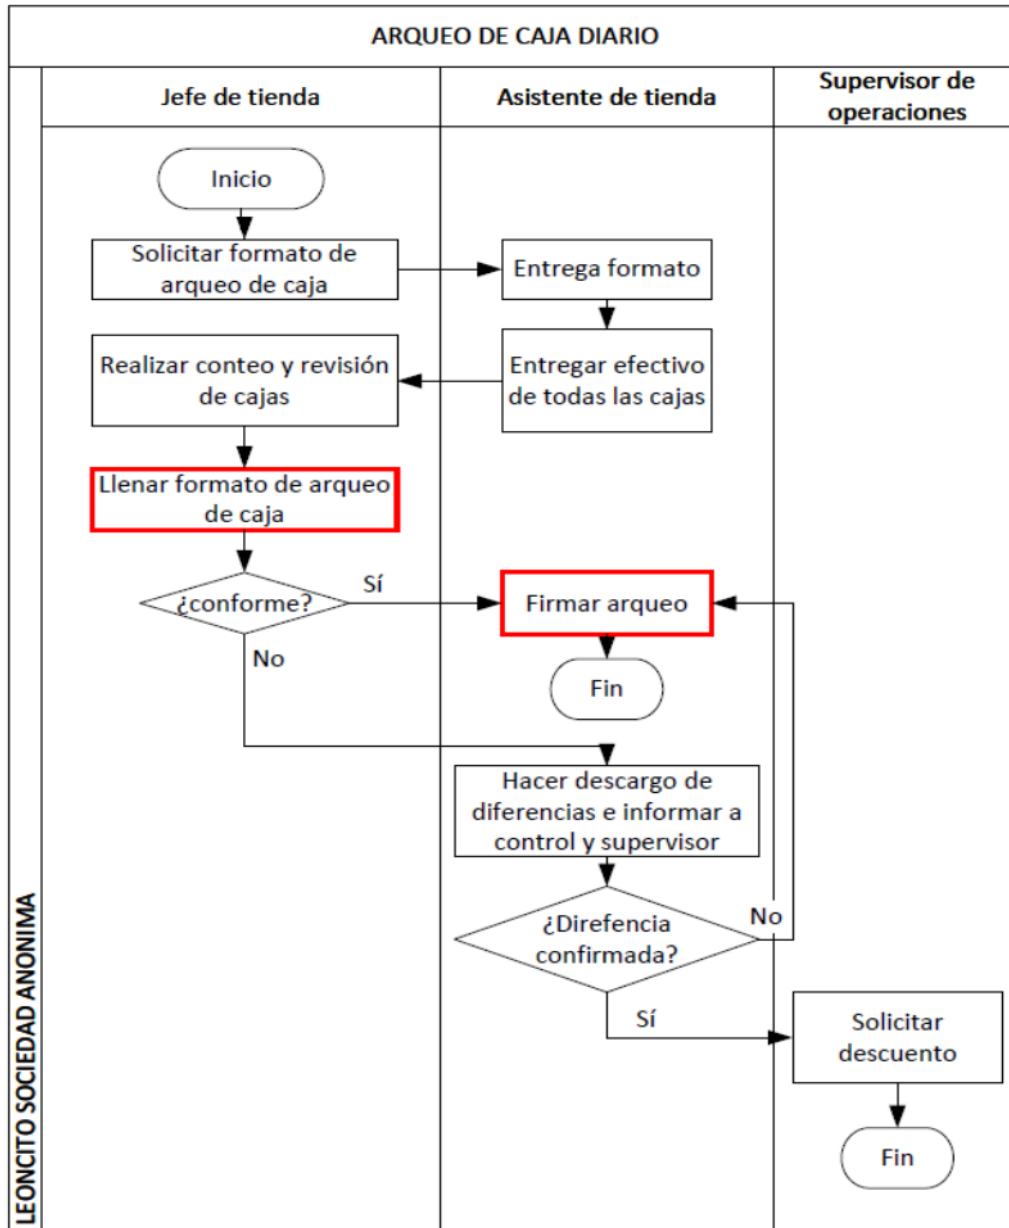 ARQUEO DE CAJA DIARIO
Jefe de tienda
Asistente de tienda
Supervisor de
operaciones
Inicio
Solicitar formato de
arqueo de caja
Entrega formato
Realizar conteo y revisión
de cajas
Entregar efectivo
de todas las cajas
Llenar formato de arqueo
de caja
¿conforme?
Sí
Firmar arqueo
No
Fin
Hacer descargo de
diferencias e informar a
control y supervisor
¿Direfencia
confirmada?
No
Sí
Solicitar
descuento
Fin
LEONCITO SOCIEDAD ANONIMA